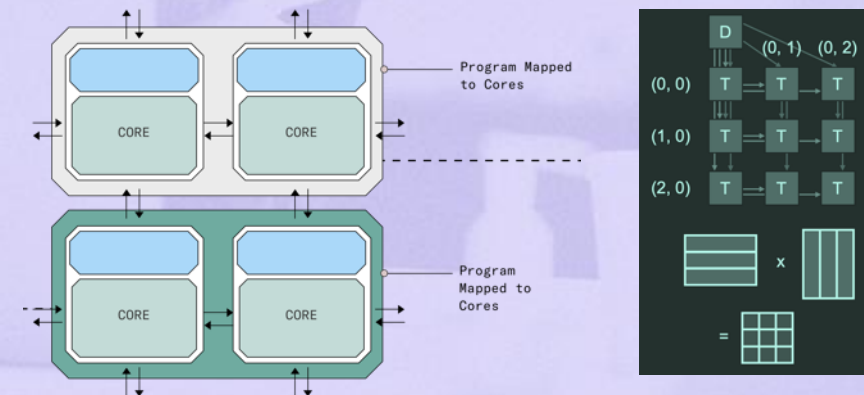 CORE
CORE
Program Mapped
to Cores
CORE
CORE
Program
Mapped to
Cores
D
(0, 1) (0, 2)
(0, 0) T T T
(1, 0) T T T
(2, 0) T T T
x
=